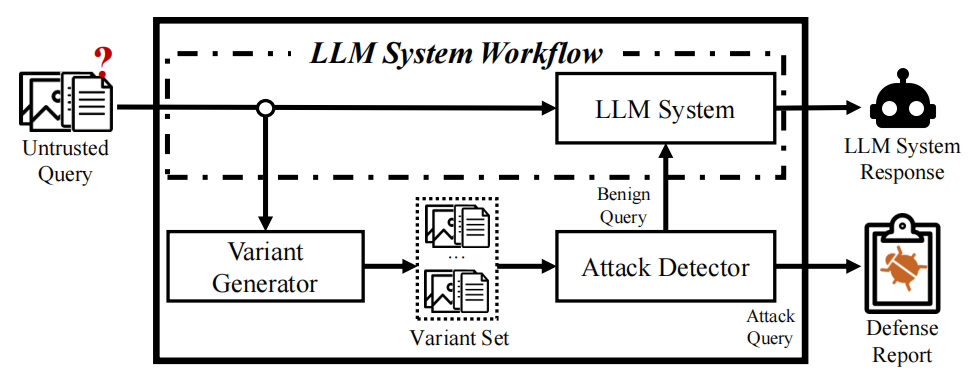 LLM System Workflow
?
Untrusted
Query
LLM System
LLM System
Response
Benign
Query
Variant
Generator
...
Variant Set
Attack Detector
Attack
Query
Defense
Report